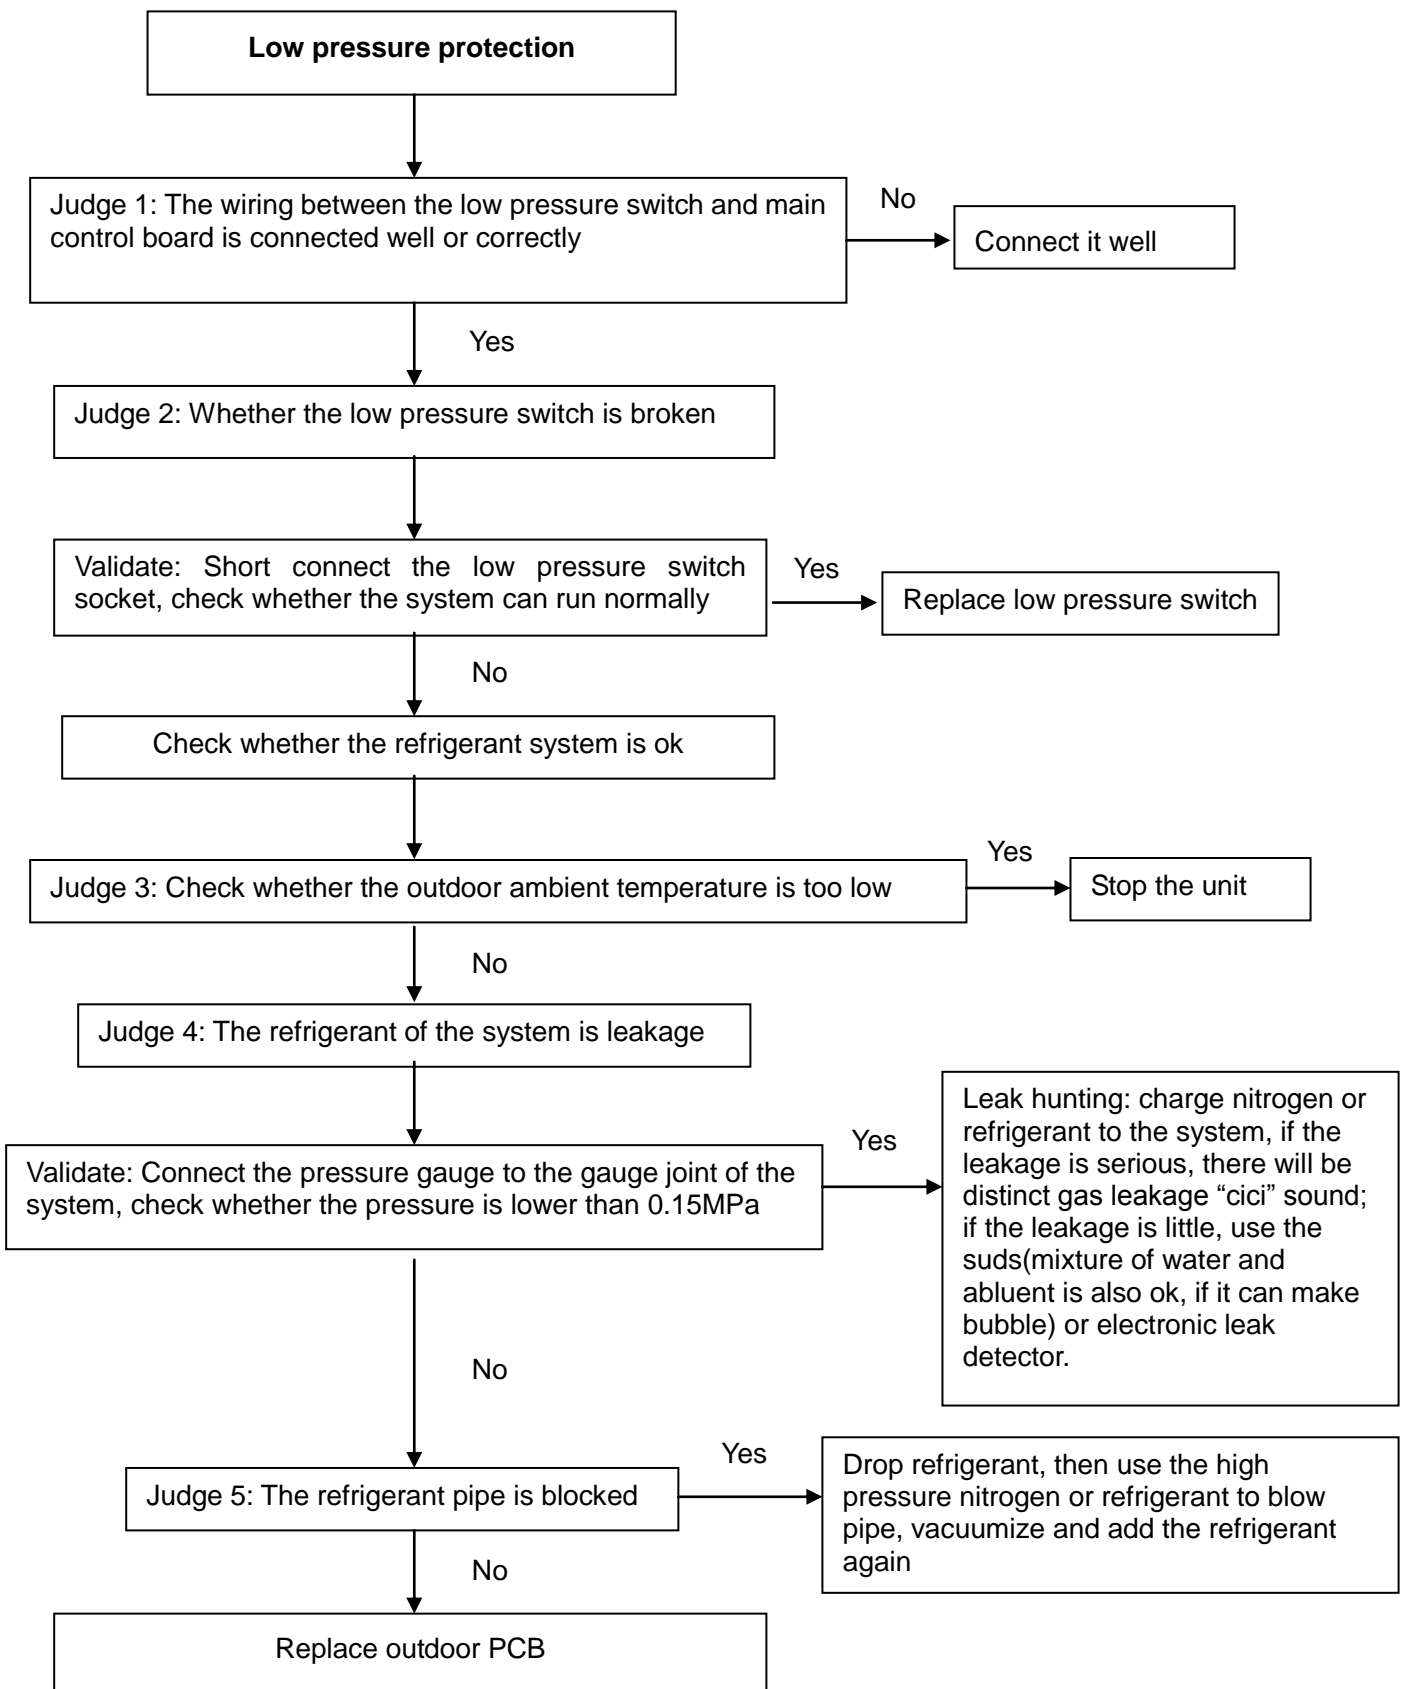 Low pressure protection
Judge 1: The wiring between the low pressure switch and main
control board is connected well or correctly
No
Connect it well
Yes
Judge 2: Whether the low pressure switch is broken
Validate: Short connect the low pressure switch
socket, check whether the system can run normally
Yes
Replace low pressure switch
No
Check whether the refrigerant system is ok
Judge 3: Check whether the outdoor ambient temperature is too low
Yes
Stop the unit
No
Judge 4: The refrigerant of the system is leakage
Validate: Connect the pressure gauge to the gauge joint of the
system, check whether the pressure is lower than 0.15MPa
Yes
Leak hunting: charge nitrogen or
refrigerant to the system, if the
leakage is serious, there will be
distinct gas leakage “cici” sound;
if the leakage is little, use the
suds(mixture of water and
abluent is also ok, if it can make
bubble) or electronic leak
detector.
No
Judge 5: The refrigerant pipe is blocked
Yes
Drop refrigerant, then use the high
pressure nitrogen or refrigerant to blow
pipe, vacuumize and add the refrigerant
again
No
Replace outdoor PCB